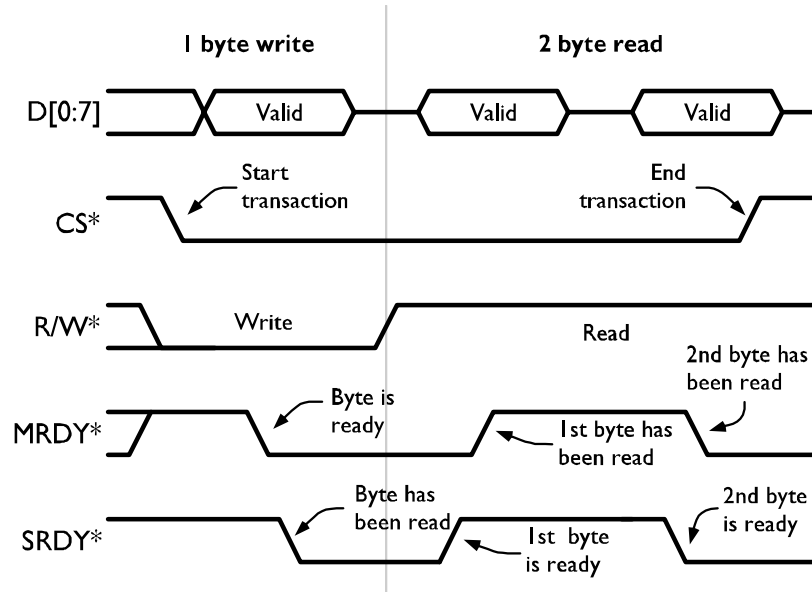 1 byte write
2 byte read
D[0:7]
Valid
Valid
Valid
Start
transaction
End
transaction
CS*
R/W*
Write
Read
2nd byte has
been read
MRDY*
Byte is
ready
1st byte has
been read
SRDY*
Byte has
been read
1st byte
is ready
2nd byte
is ready